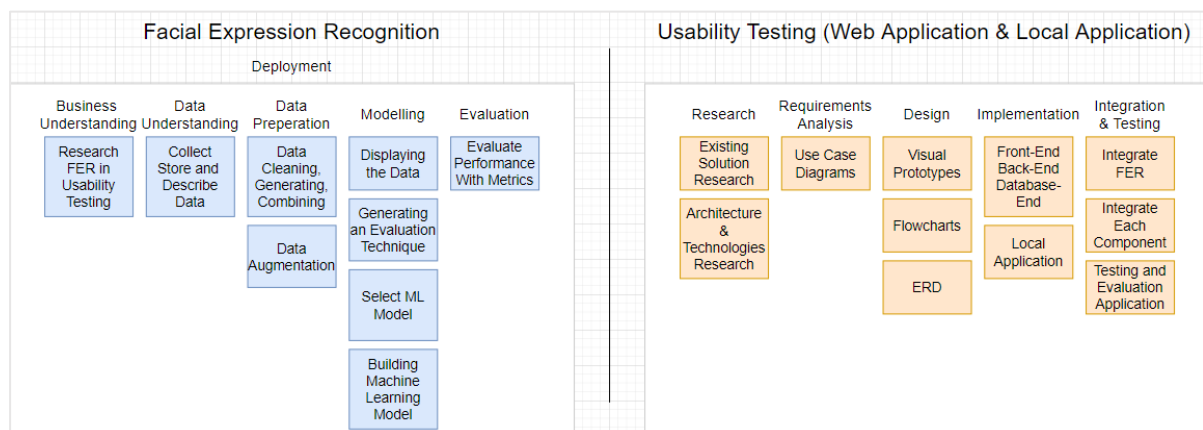 Facial Expression Recognition
Usability Testing (Web Application & Local Application)
Deployment
Business
Understanding
Data
Understanding
Data
Preperation
Modelling
Evaluation
Research
FER in
Usability
Testing
Collect
Store and
Describe
Data
Data
Cleaning,
Generating,
Combining
Data
Augmentation
Displaying
the Data
Generating
an Evaluation
Technique
Select ML
Model
Building
Machine
Learning
Model
Evaluate
Performance
With Metrics
Research
Requirements
Analysis
Design
Implementation
Integration
& Testing
Existing
Solution
Research
Architecture
&
Technologies
Research
Use Case
Diagrams
Visual
Prototypes
Flowcharts
ERD
Front-End
Back-End
Database-
End
Local
Application
Integrate
FER
Integrate
Each
Component
Testing and
Evaluation
Application